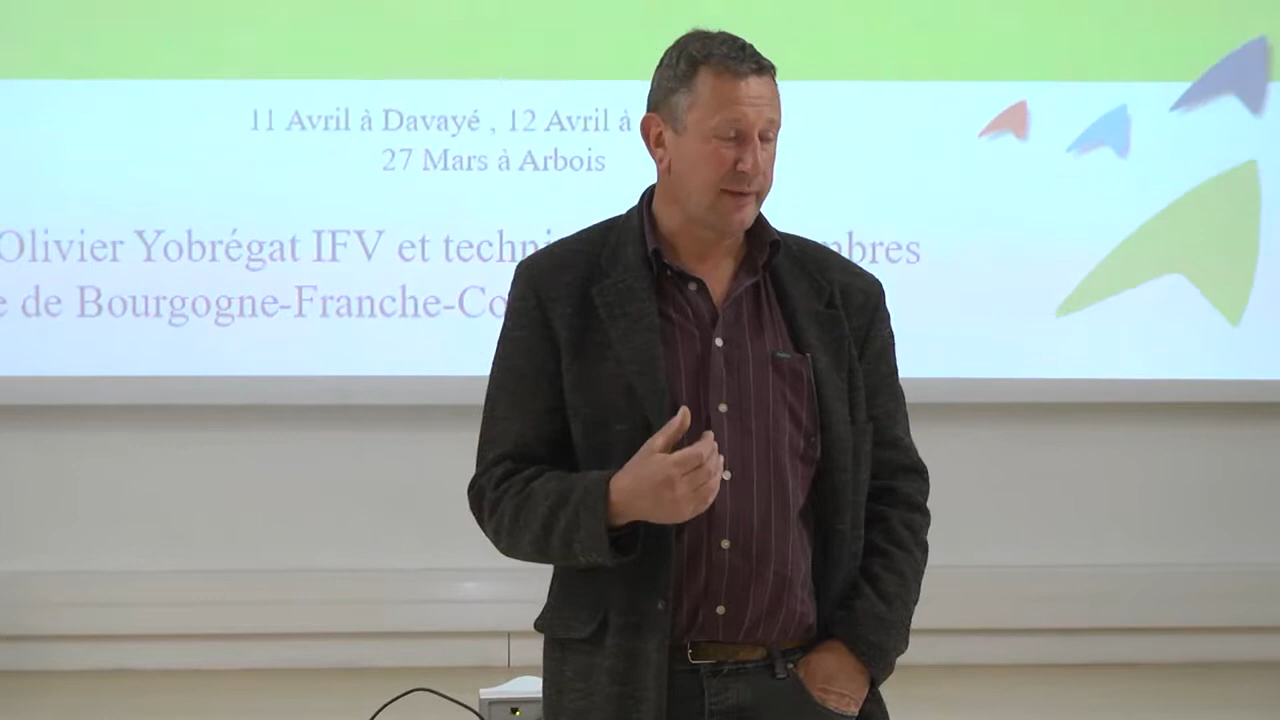 11 Avril à Davayé , 12 Avril à
27 Mars à Arbois
Olivier Yobrégat IFV et techni mbres
e de Bourgogne-Franche-Co